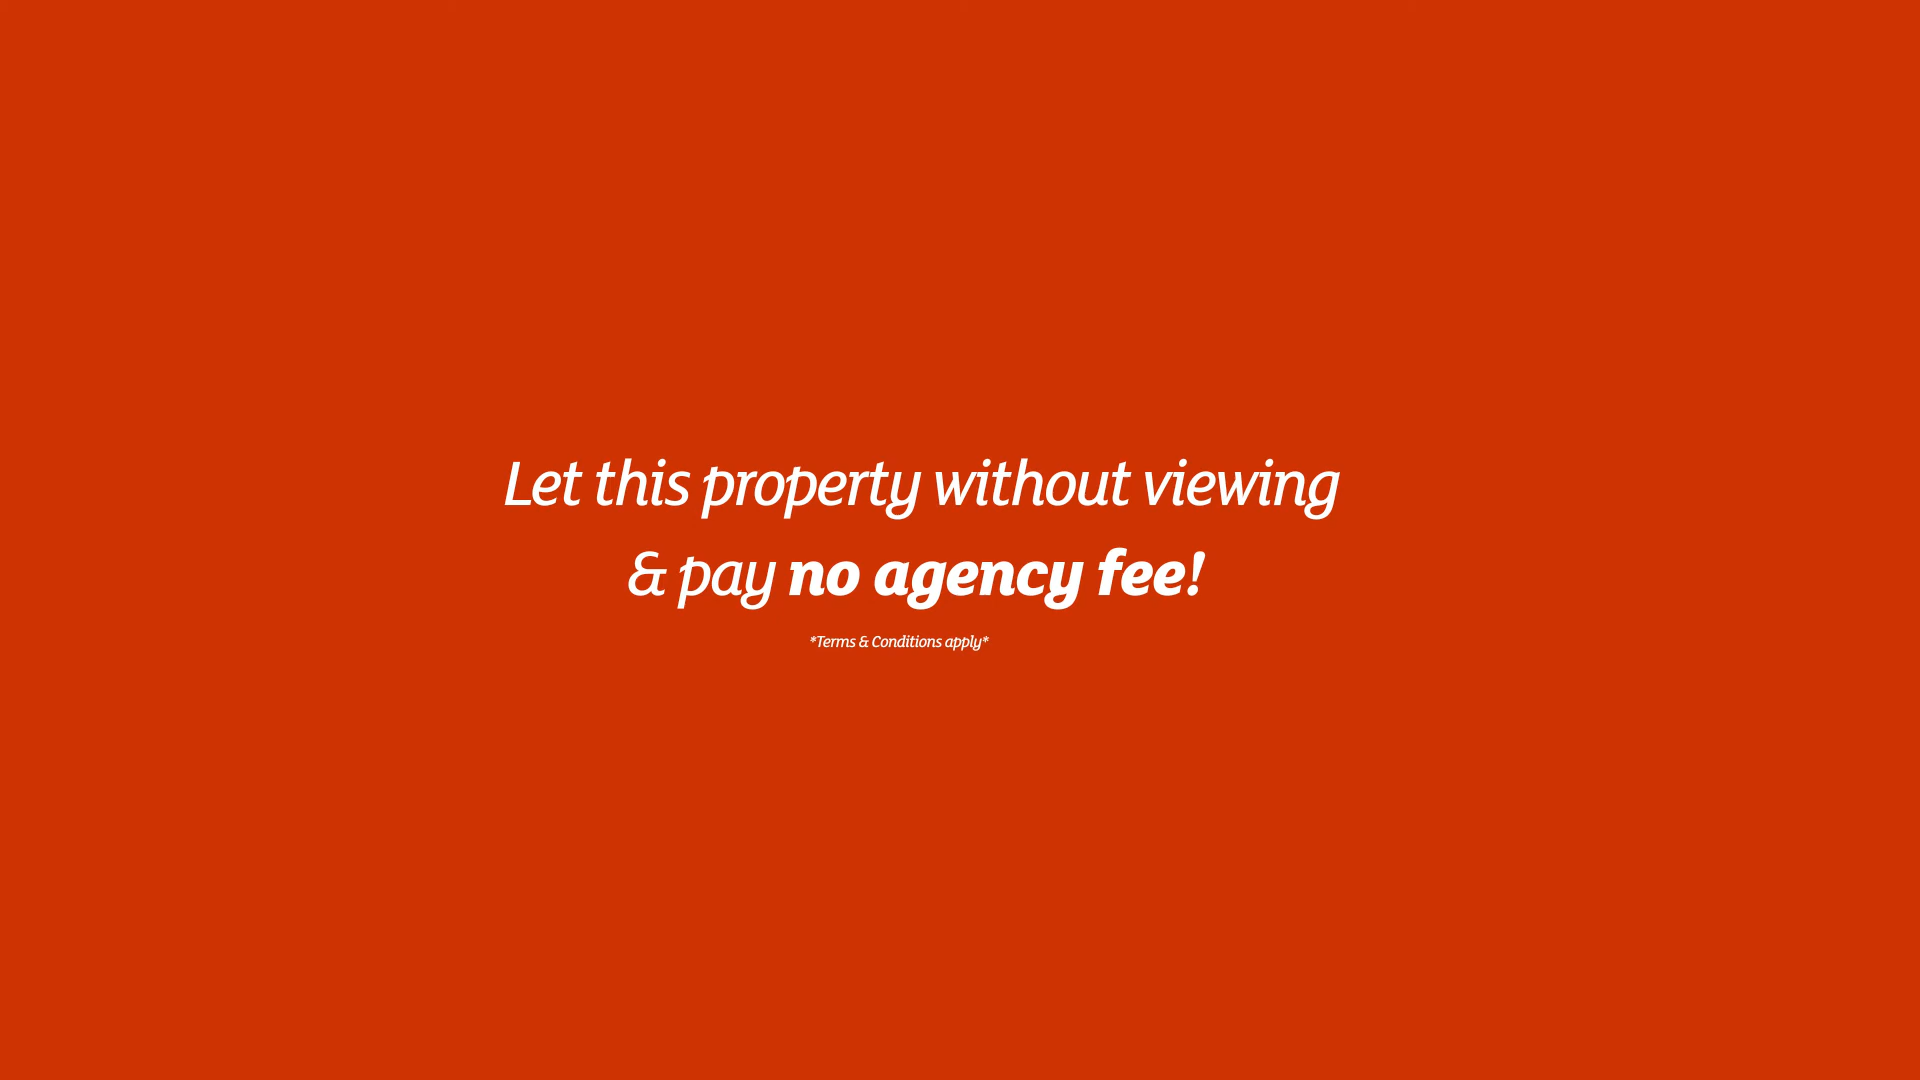 Let this property without viewing
& pay no agency fee!
*Terms & Conditions apply*